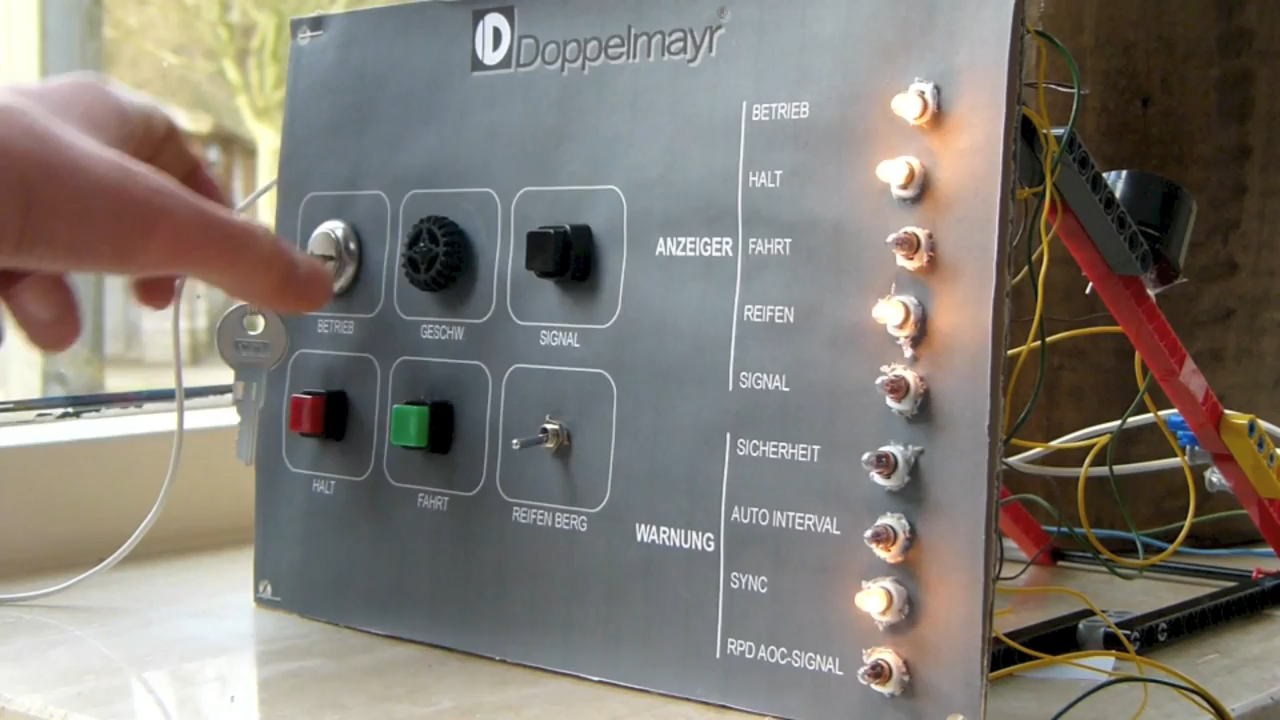 Doppelmayr®
BETRIEB
GESCHW.
SIGNAL
HALT
FAHRT
REIFEN BERG
ANZEIGER
BETRIEB
HALT
FAHRT
REIFEN
SIGNAL
WARNUNG
SICHERHEIT
AUTO INTERVAL
SYNC
RPD AOC-SIGNAL